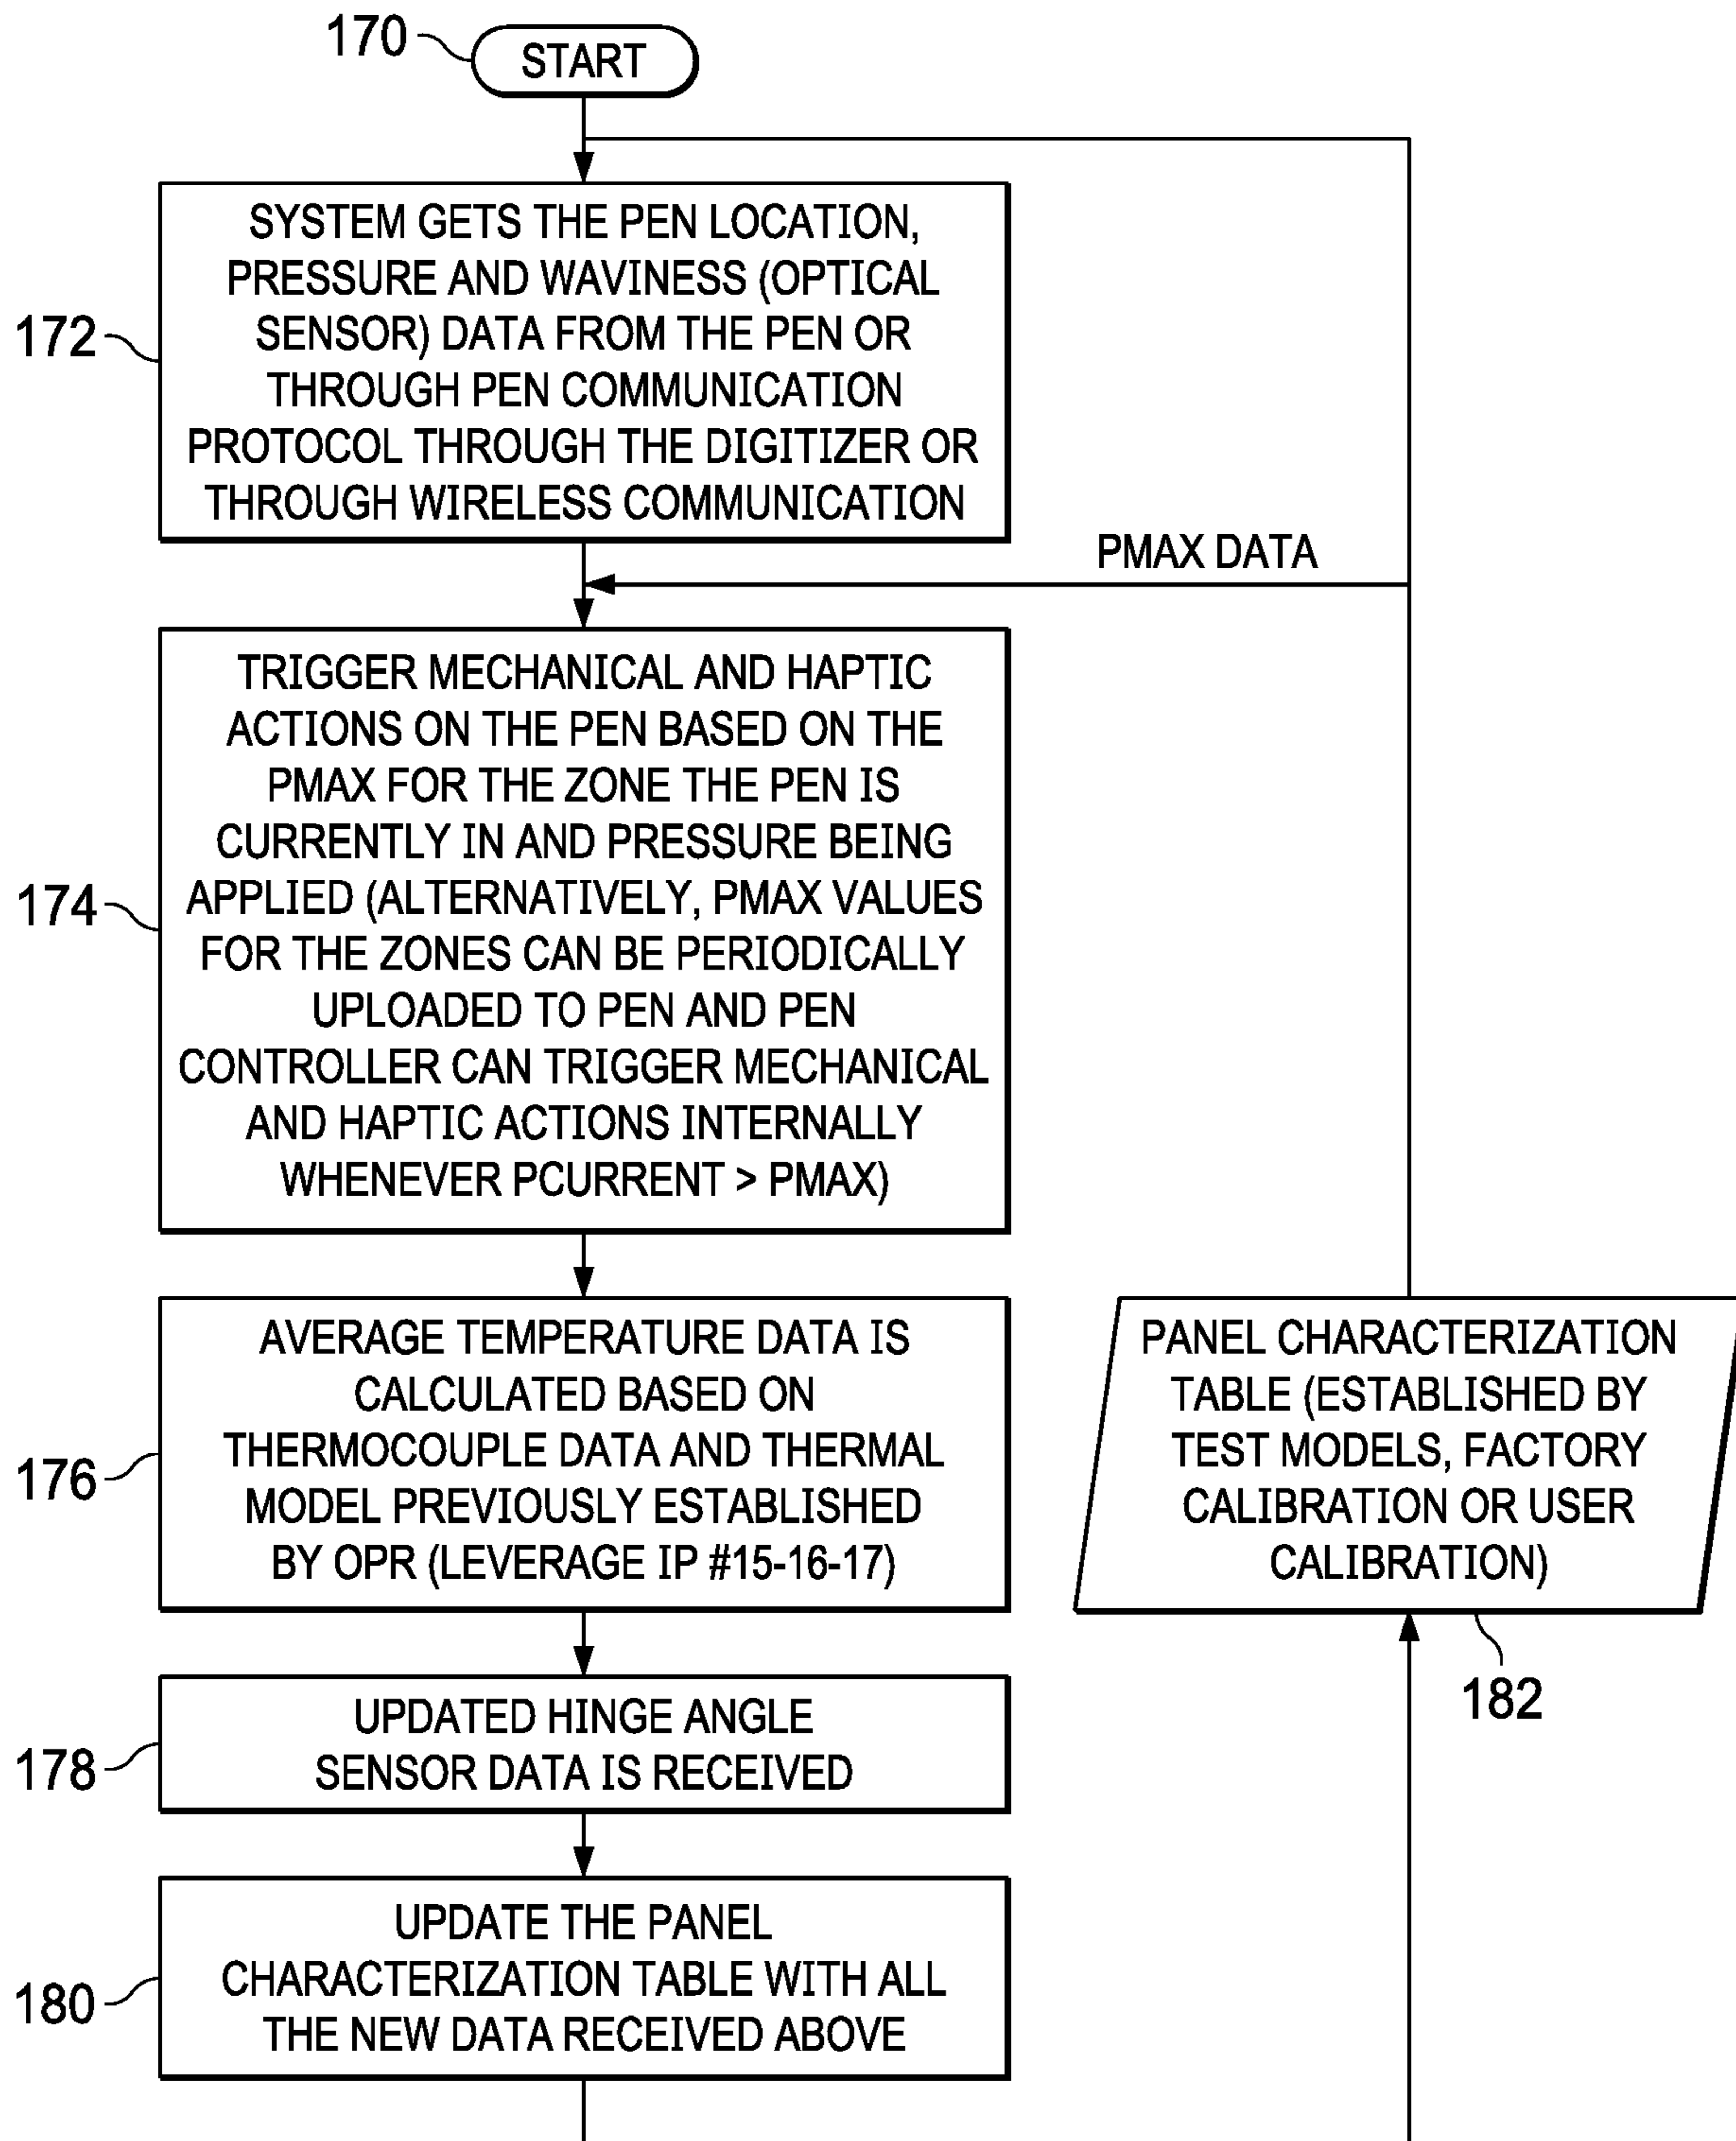 170
START
172
SYSTEM GETS THE PEN LOCATION,
PRESSURE AND WAVINESS (OPTICAL
SENSOR) DATA FROM THE PEN OR
THROUGH PEN COMMUNICATION
PROTOCOL THROUGH THE DIGITIZER OR
THROUGH WIRELESS COMMUNICATION
PMAX DATA
174
TRIGGER MECHANICAL AND HAPTIC
ACTIONS ON THE PEN BASED ON THE
PMAX FOR THE ZONE THE PEN IS
CURRENTLY IN AND PRESSURE BEING
APPLIED (ALTERNATIVELY, PMAX VALUES
FOR THE ZONES CAN BE PERIODICALLY
UPLOADED TO PEN AND PEN
CONTROLLER CAN TRIGGER MECHANICAL
AND HAPTIC ACTIONS INTERNALLY
WHENEVER PCURRENT > PMAX)
176
AVERAGE TEMPERATURE DATA IS
CALCULATED BASED ON
THERMOCOUPLE DATA AND THERMAL
MODEL PREVIOUSLY ESTABLISHED
BY OPR (LEVERAGE IP #15-16-17)
PANEL CHARACTERIZATION
TABLE (ESTABLISHED BY
TEST MODELS, FACTORY
CALIBRATION OR USER
CALIBRATION)
182
178
UPDATED HINGE ANGLE
SENSOR DATA IS RECEIVED
180
UPDATE THE PANEL
CHARACTERIZATION TABLE WITH ALL
THE NEW DATA RECEIVED ABOVE